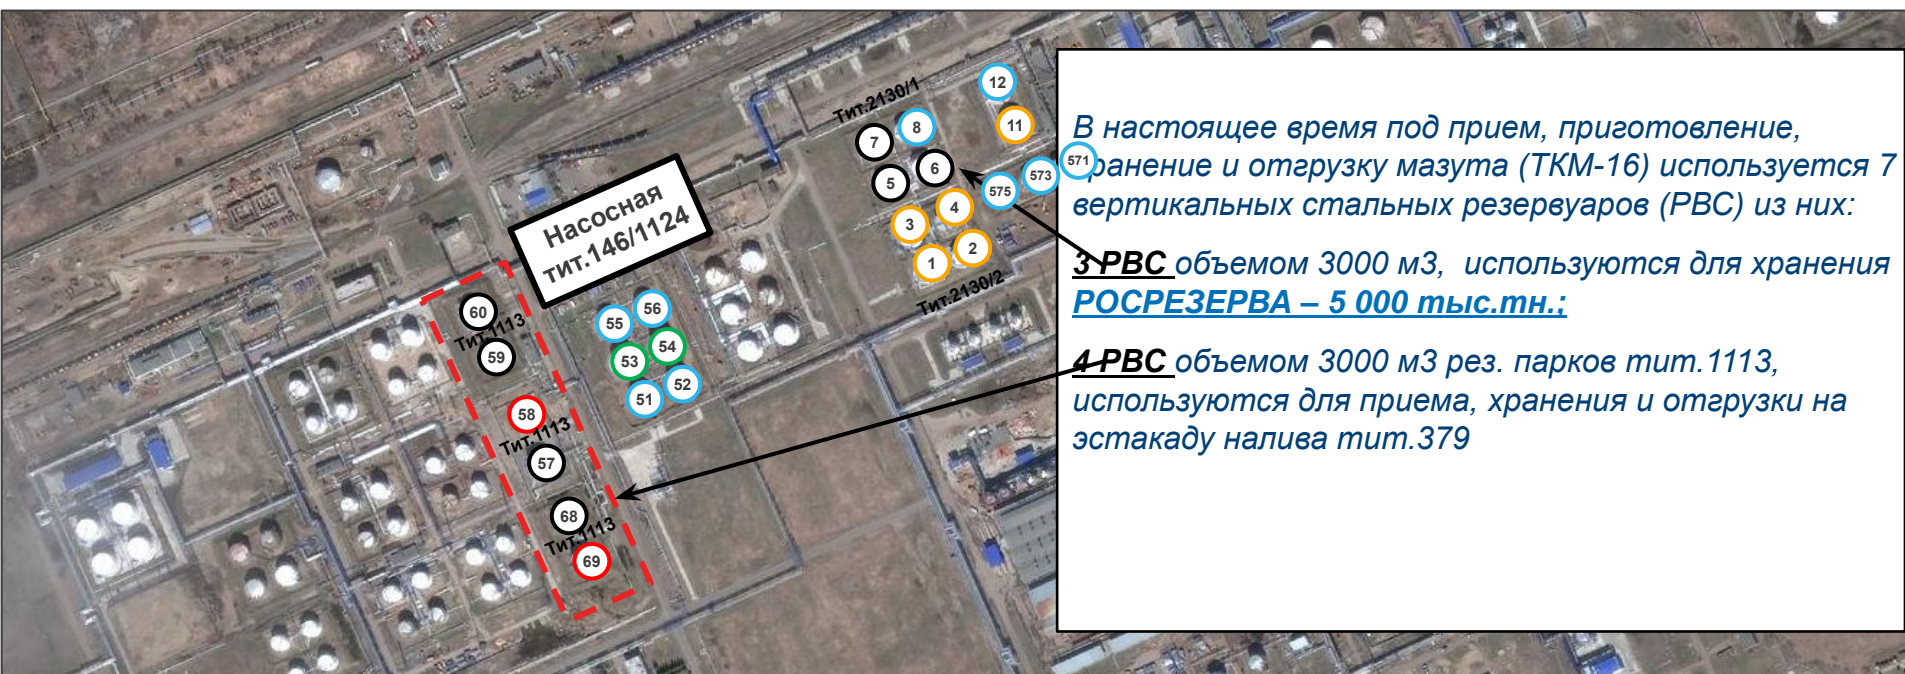 12
Тит.2130/1
11
8
7
6
5
571
573
575
4
3
2
1
Тит.2130/2
Насосная
тит.146/1124
60
Тит.1113
59
56
55
54
53
52
51
58
Тит.1113
57
68
Тит.1113
69
В настоящее время под прием, приготовление,
хранение и отгрузку мазута (ТКМ-16) используется 7
вертикальных стальных резервуаров (РВС) из них:
3 РВС объемом 3000 м3, используются для хранения
РОСРЕЗЕРВА – 5 000 тыс.тн.;
4 РВС объемом 3000 м3 рез. парков тит.1113,
используются для приема, хранения и отгрузки на
эстакаду налива тит.379